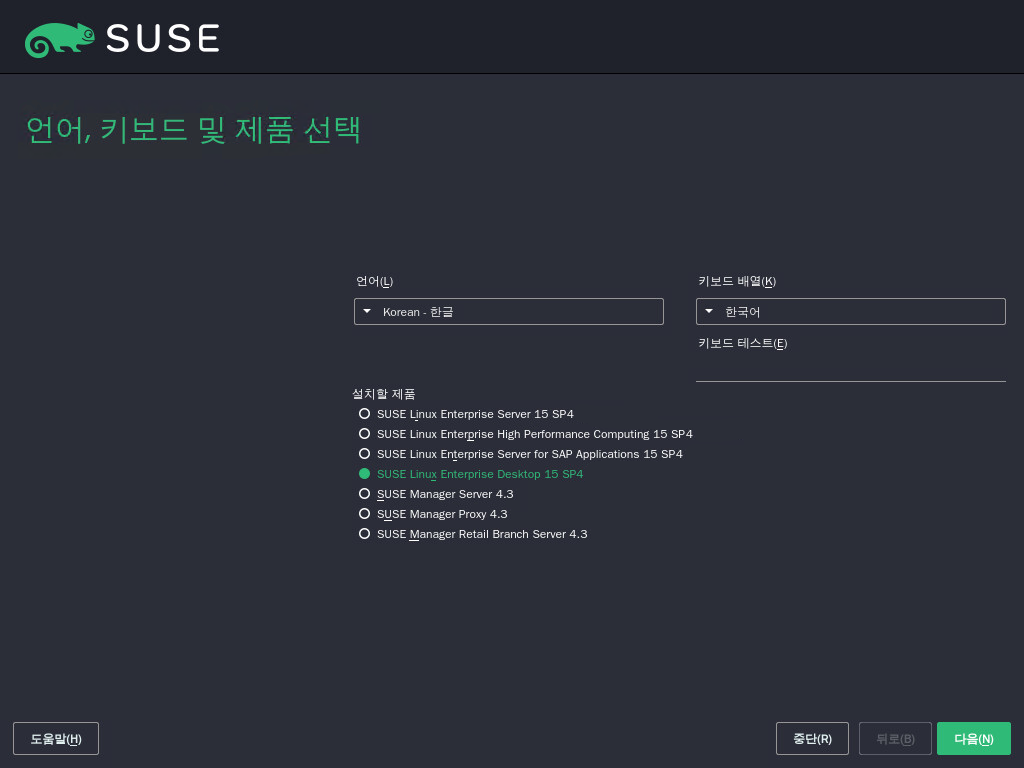 SUSE
언어, 키보드 및 제품 선택
언어(L)
키보드 배열(K)
Korean - 한글
한국어
키보드 테스트(E)
설치할 제품
SUSE Linux Enterprise Server 15 SP4
SUSE Linux Enterprise High Performance Computing 15 SP4
SUSE Linux Enterprise Server for SAP Applications 15 SP4
SUSE Linux Enterprise Desktop 15 SP4
SUSE Manager Server 4.3
SUSE Manager Proxy 4.3
SUSE Manager Retail Branch Server 4.3
도움말(H)
중단(R)
뒤로(B)
다음(N)